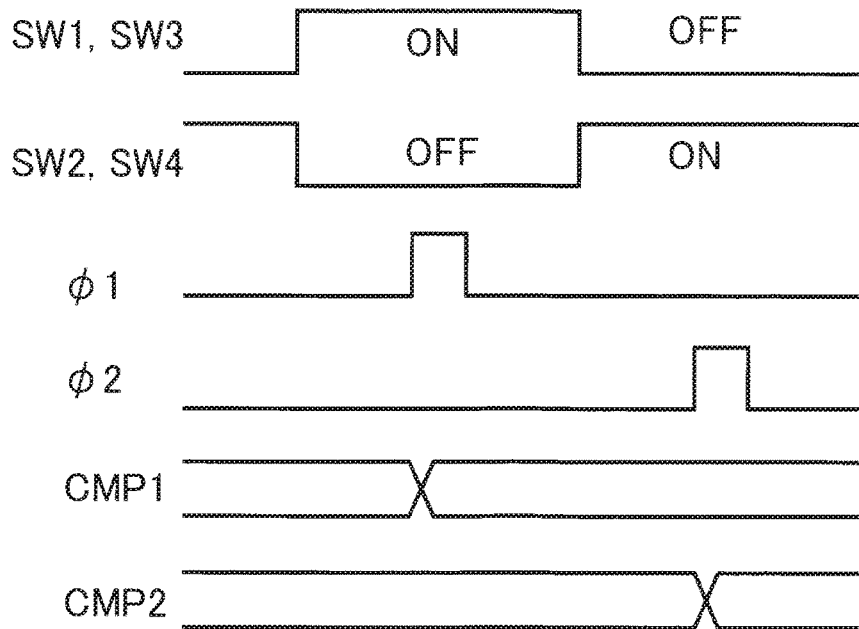 SW1, SW3 ON OFF
SW2, SW4 OFF ON
ϕ1
ϕ2
CMP1
CMP2